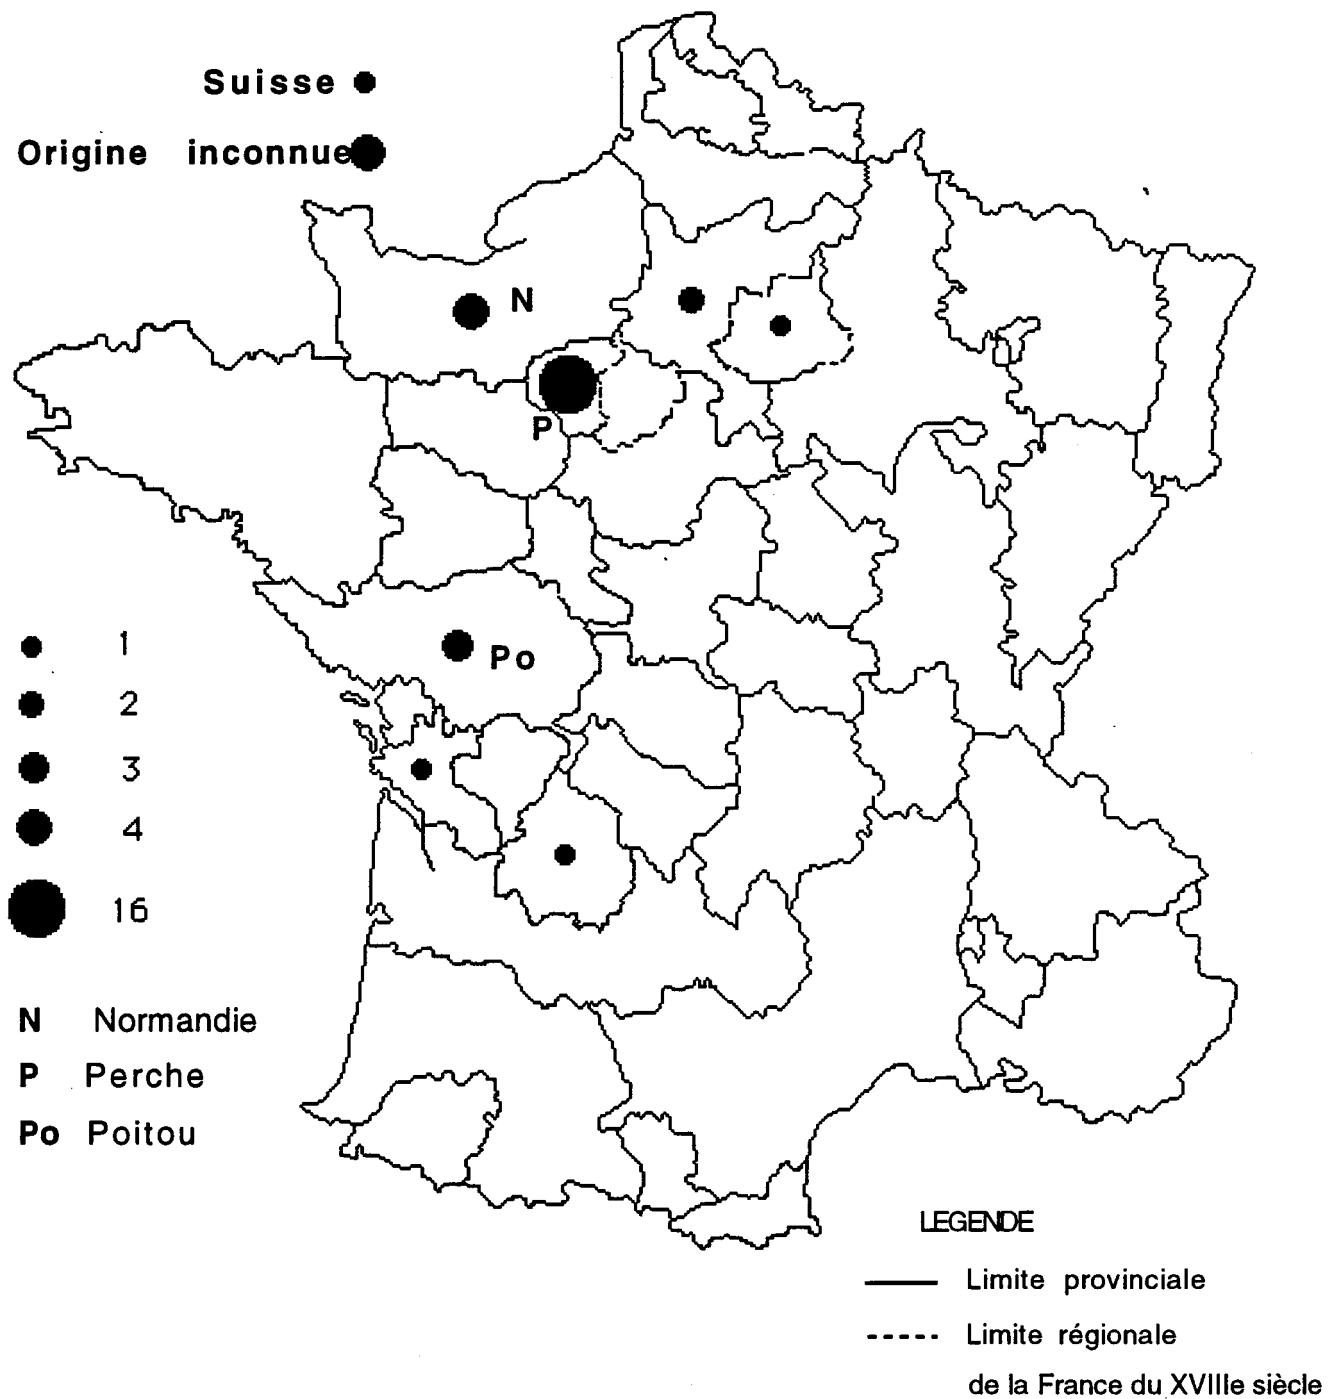 Suisse
Origine inconnue
N
P
Po
1
2
3
4
16
N Normandie
P Perche
Po Poitou
LEGENDE
Limite provinciale
Limite régionale
de la France du XVIIIe siècle